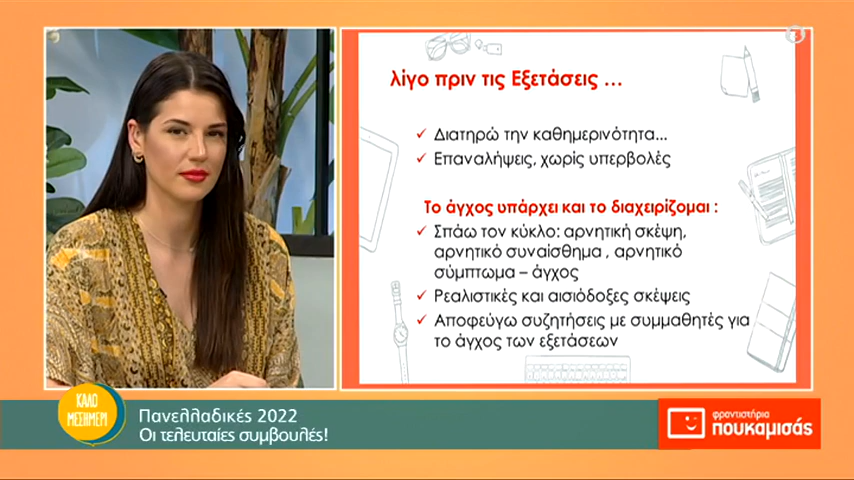 λίγο πριν τις Εξετάσεις ...
Διατηρώ την καθημερινότητα...
Επαναλήψεις, χωρίς υπερβολές
Το άγχος υπάρχει και το διαχειρίζομαι :
Σπάω τον κύκλο: αρνητική σκέψη,
αρνητικό συναίσθημα , αρνητικό
σύμπτωμα – άγχος
Ρεαλιστικές και αισιόδοξες σκέψεις
Αποφεύγω συζητήσεις με συμμαθητές για
το άγχος των εξετάσεων
ΚΑΛΟ
ΜΕΣΗΜΕΡΙ
Πανελλαδικές 2022
Οι τελευταίες συμβουλές!
φροντιστήρια
πουκαμισάς